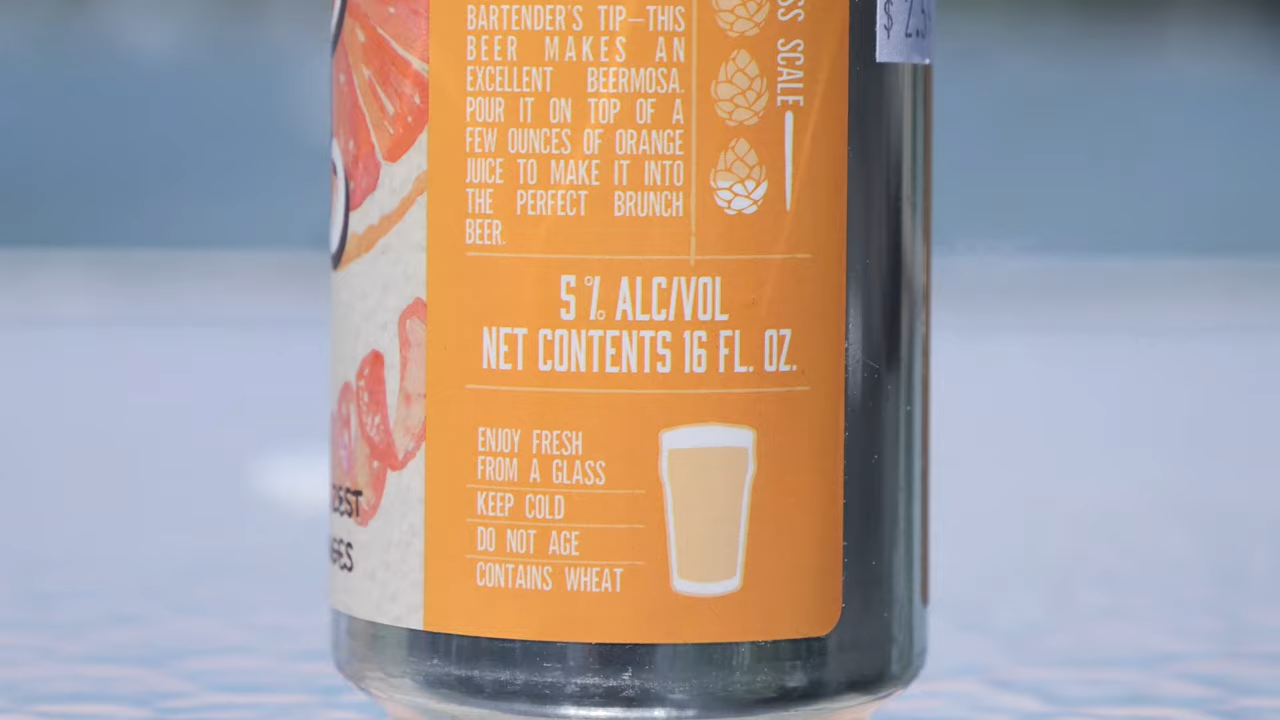 BARTENDER'S TIP—THIS
BEER MAKES AN
EXCELLENT BEERMOSA.
POUR IT ON TOP OF A
FEW OUNCES OF ORANGE
JUICE TO MAKE IT INTO
THE PERFECT BRUNCH
BEER.
SCALE
5% ALC/VOL
NET CONTENTS 16 FL. OZ.
ENJOY FRESH
FROM A GLASS
KEEP COLD
DO NOT AGE
CONTAINS WHEAT